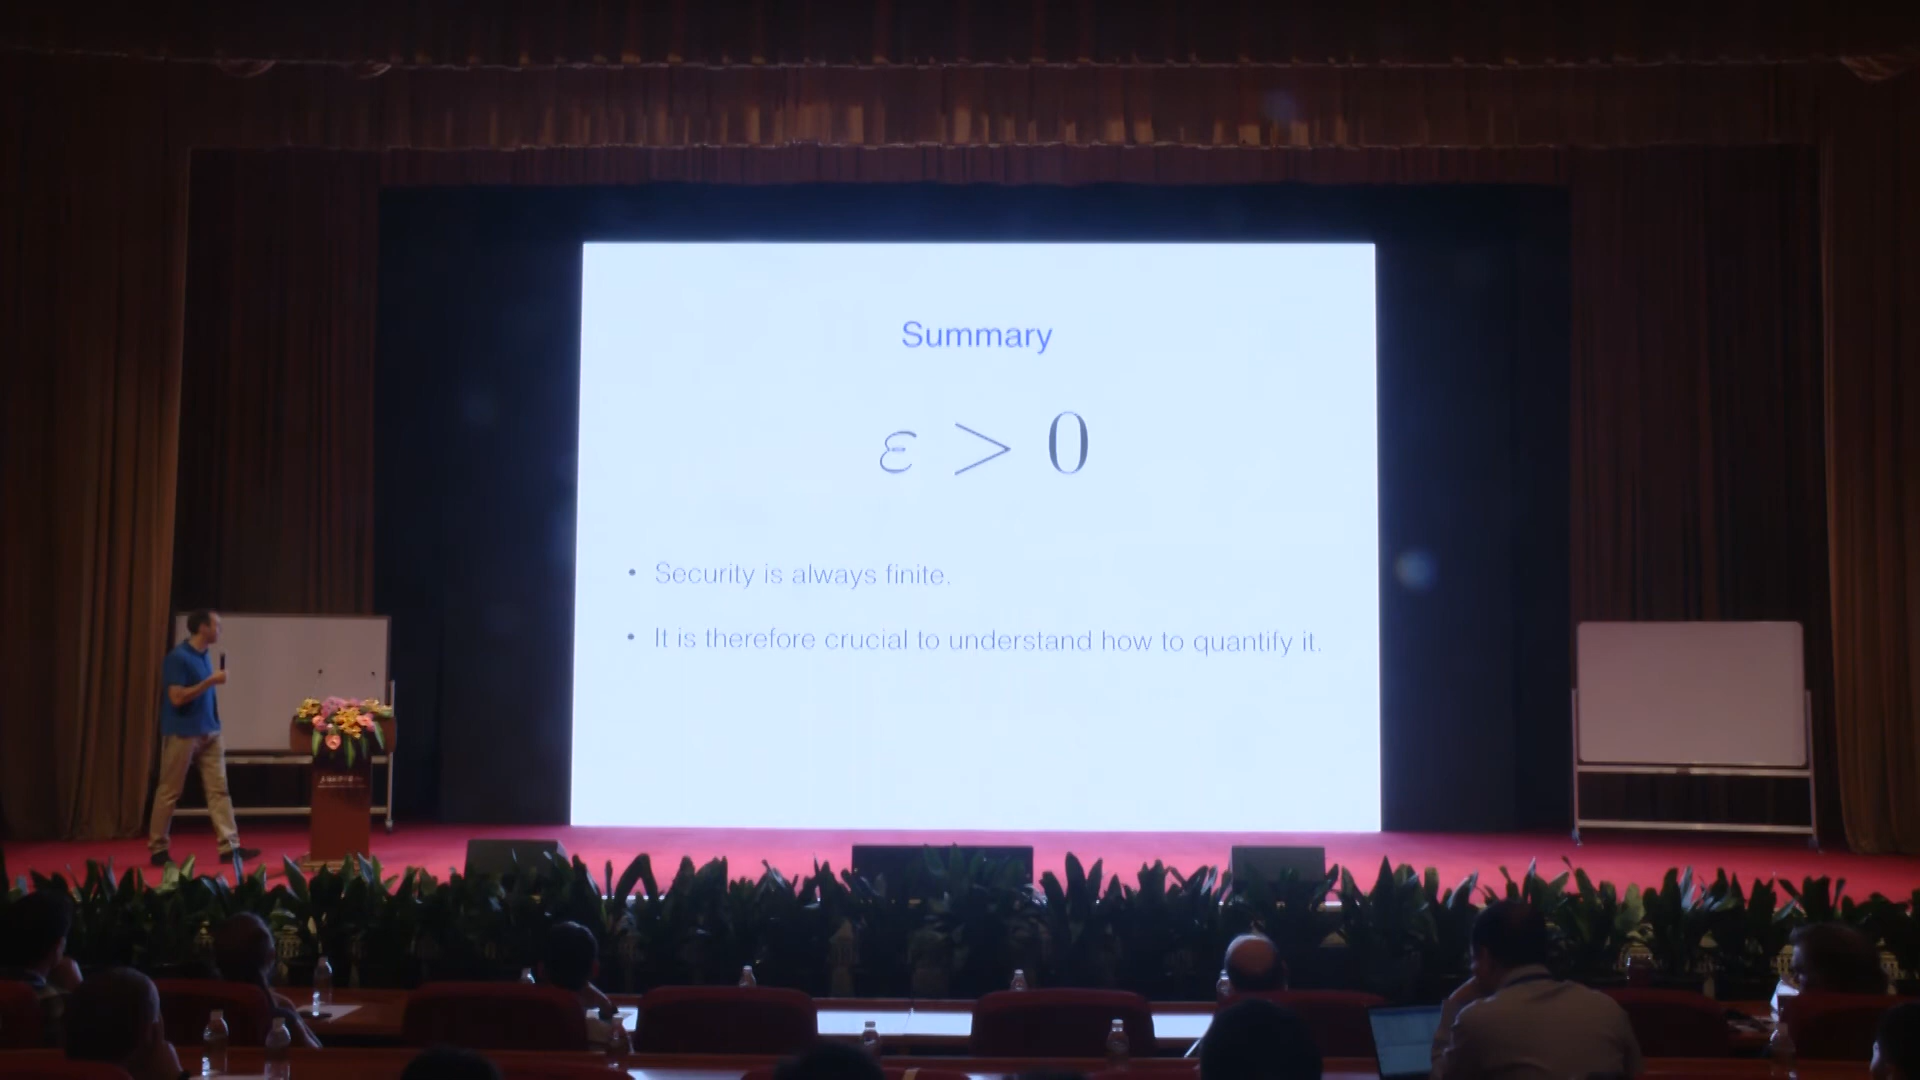 Summary
ε > 0
• Security is always finite.
• It is therefore crucial to understand how to quantify it.